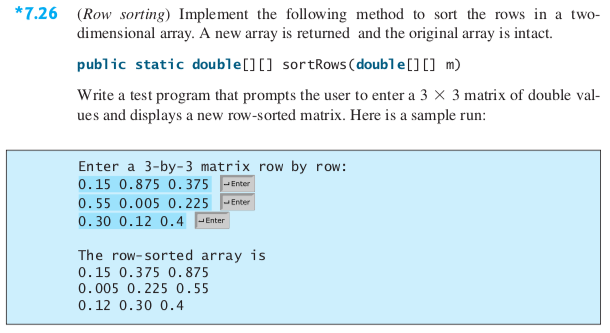 *7.26 (Row sorting) Implement the following method to sort the rows in a two-
dimensional array. A new array is returned and the original array is intact.
public static double[][] sortRows(double[][] m)
Write a test program that prompts the user to enter a 3 × 3 matrix of double val-
ues and displays a new row-sorted matrix. Here is a sample run:
Enter a 3-by-3 matrix row by row:
0.15 0.875 0.375 ↵Enter
0.55 0.005 0.225 ↵Enter
0.30 0.12 0.4 ↵Enter
The row-sorted array is
0.15 0.375 0.875
0.005 0.225 0.55
0.12 0.30 0.4